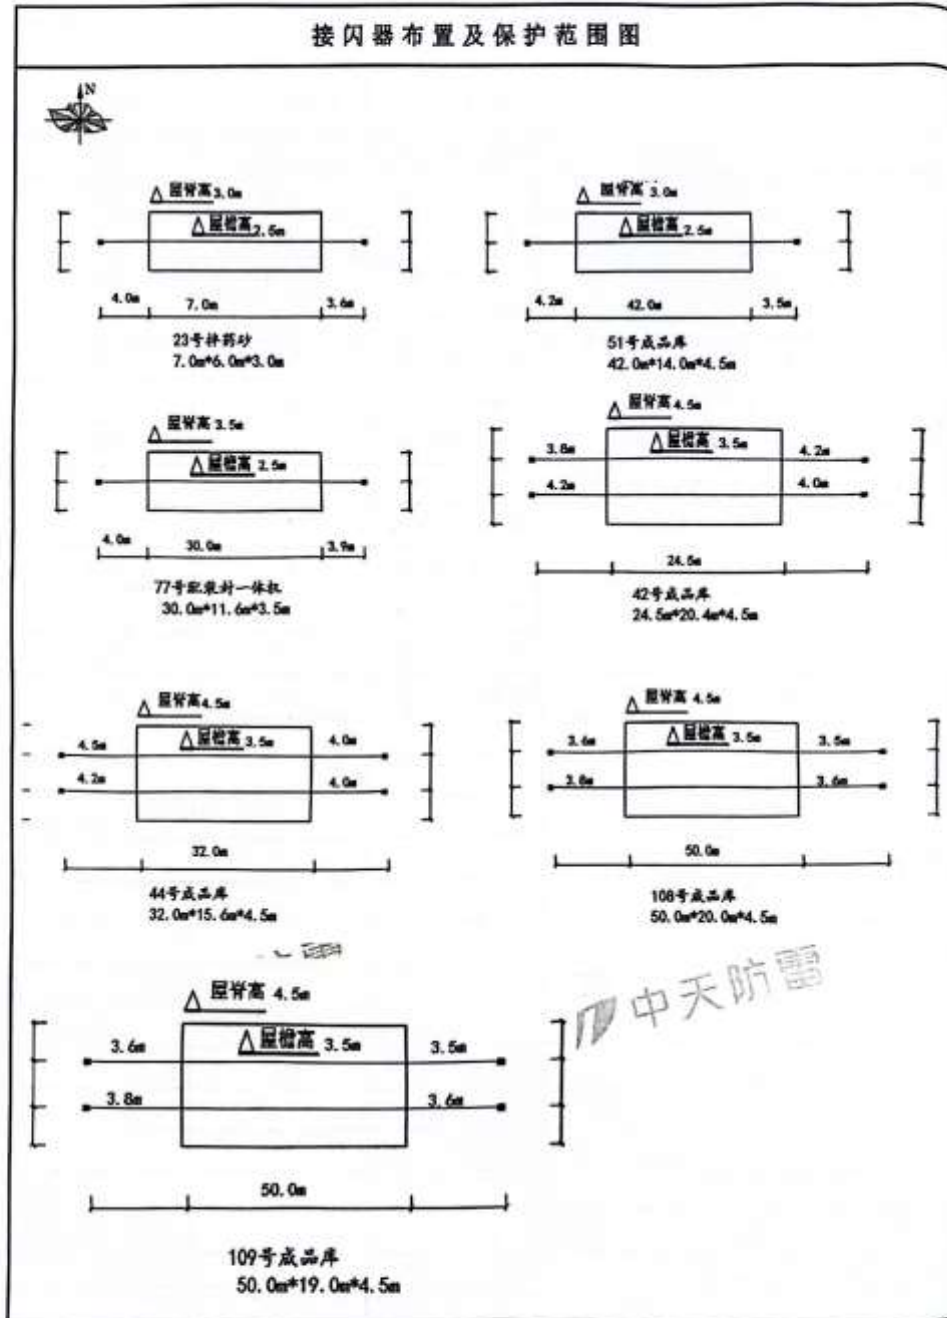 接闪器布置及保护范围图
N
屋脊高 3.0m
屋檐高 2.5m
4.0m 7.0m 3.6m
23号拌药砂
7.0m*6.0m*3.0m
屋脊高 3.0m
屋檐高 2.5m
4.2m 42.0m 3.5m
51号成品库
42.0m*14.0m*4.5m
屋脊高 3.5m
屋檐高 2.5m
4.0m 30.0m 3.9m
77号配装封一体机
30.0m*11.6m*3.5m
屋脊高 4.5m
屋檐高 3.5m
3.8m 4.2m
4.2m 4.0m
24.5m
42号成品库
24.5m*20.4m*4.5m
屋脊高 4.5m
屋檐高 3.5m
4.5m 4.0m
4.2m 4.0m
32.0m
44号成品库
32.0m*15.6m*4.5m
屋脊高 4.5m
屋檐高 3.5m
3.6m 3.5m
3.8m 3.6m
50.0m
108号成品库
50.0m*20.0m*4.5m
中天防雷
屋脊高 4.5m
屋檐高 3.5m
3.6m 3.5m
3.8m 3.6m
50.0m
109号成品库
50.0m*19.0m*4.5m